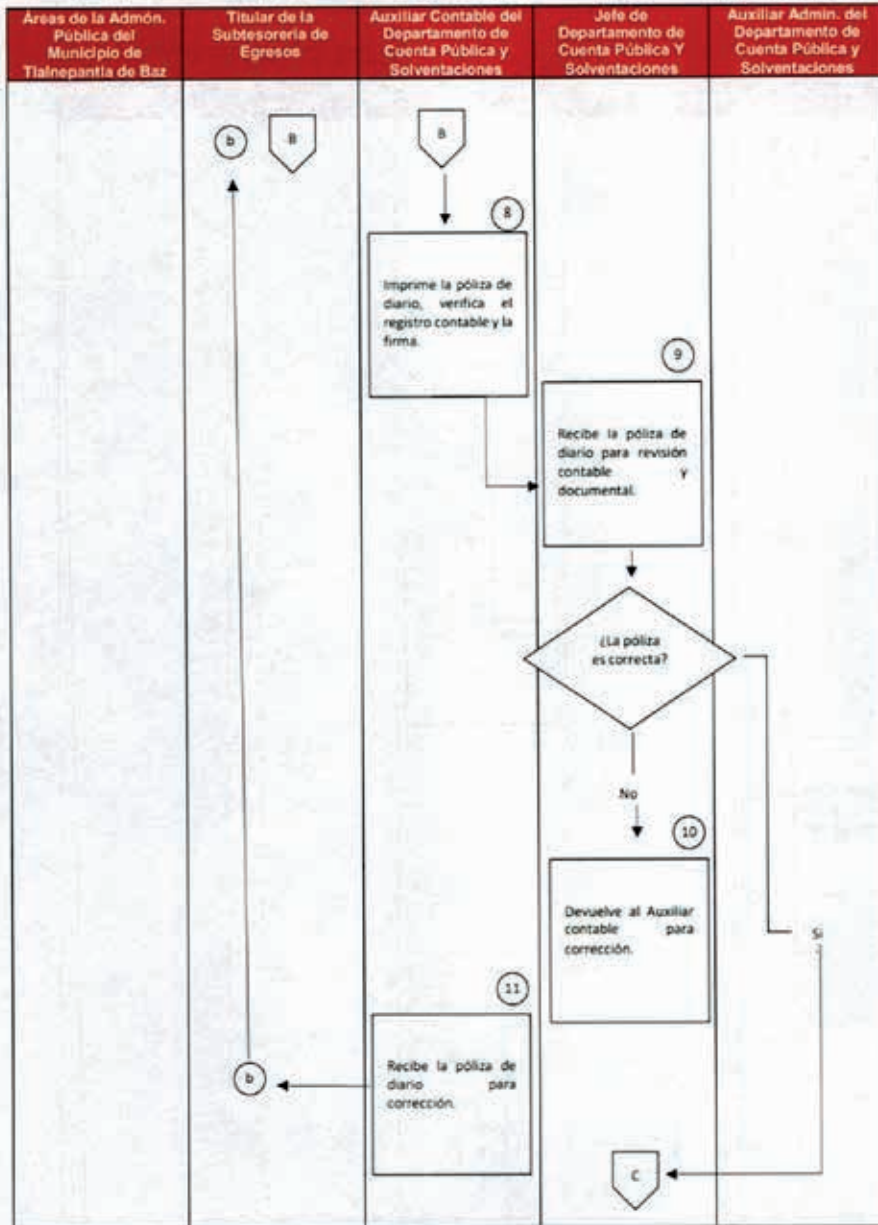 Áreas de la Admón.
Pública del
Municipio de
Tlalnepantla de Baz
Titular de la
Subtesorería de
Egresos
Auxiliar Contable del
Departamento de
Cuenta Pública y
Solventaciones
Jefe de
Departamento de
Cuenta Pública Y
Solventaciones
Auxiliar Admin. del
Departamento de
Cuenta Pública y
Solventaciones
b
B
B
8
Imprime la póliza de
diario, verifica el
registro contable y la
firma.
9
Recibe la póliza de
diario para revisión
contable y
documental.
¿La póliza
es correcta?
No
10
Devuelve al Auxiliar
contable para
corrección.
Si
11
Recibe la póliza de
diario para
corrección.
b
C